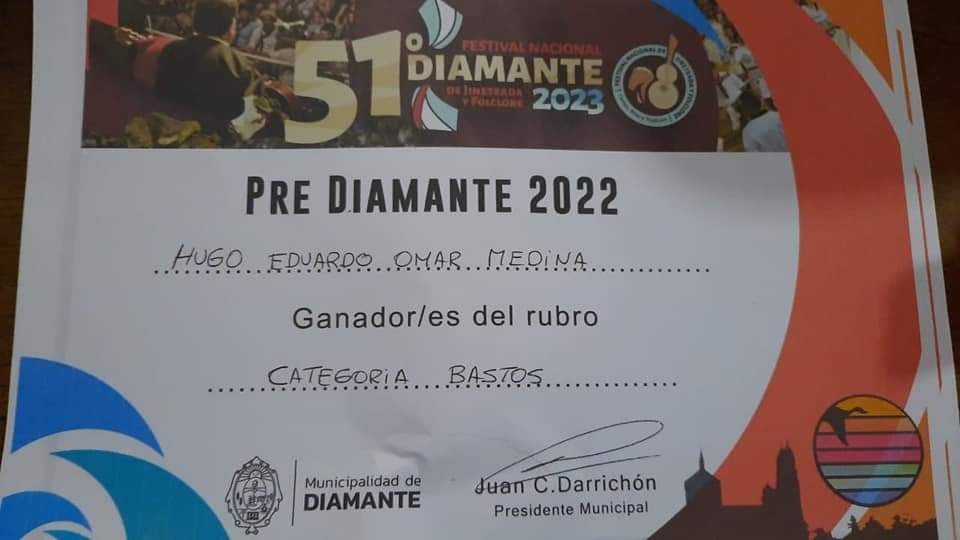 51º
FESTIVAL NACIONAL
DIAMANTE
DE JINETEADA
Y FOLCLORE 2023
PRE DIAMANTE 2022
HUGO EDUARDO OMAR MEDINA
Ganador/es del rubro
CATEGORIA BASTOS
Municipalidad de
DIAMANTE
Juan C.Darrichón
Presidente Municipal